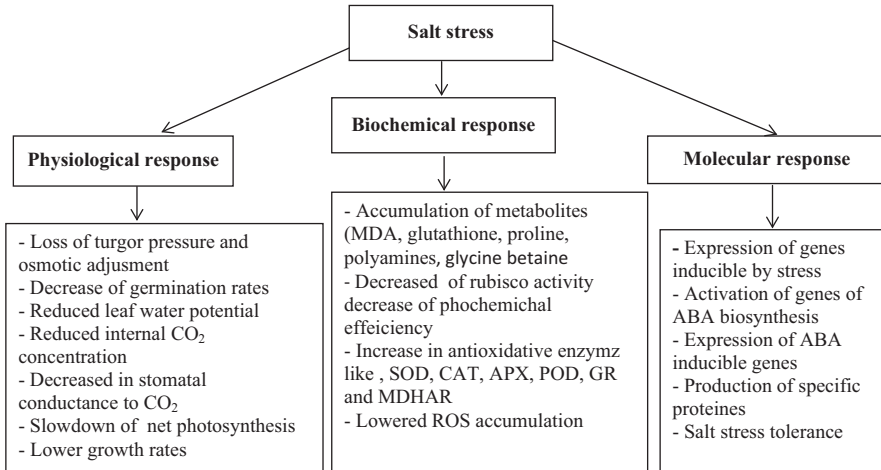 Salt stress
Biochemical response
Physiological response
Molecular response
- Loss of turgor pressure and
osmotic adjusment
- Decrease of germination rates
- Reduced leaf water potential
- Reduced internal CO₂
concentration
- Decreased in stomatal
conductance to CO₂
- Slowdown of net photosynthesis
- Lower growth rates
- Accumulation of metabolites
(MDA, glutathione, proline,
polyamines, glycine betaine
- Decreased of rubisco activity
decrease of phochemichal
effeiciency
- Increase in antioxidative enzymz
like , SOD, CAT, APX, POD, GR
and MDHAR
- Lowered ROS accumulation
- Expression of genes
inducible by stress
- Activation of genes of
ABA biosynthesis
- Expression of ABA
inducible genes
- Production of specific
proteines
- Salt stress tolerance